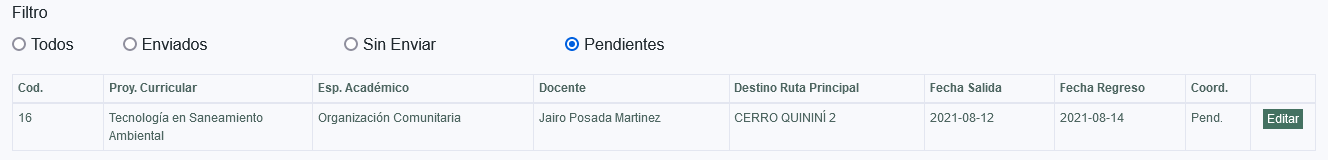 Filtro
Todos Enviados Sin Enviar Pendientes
Cod. Proy. Curricular Esp. Académico Docente Destino Ruta Principal Fecha Salida Fecha Regreso Coord.
16 Tecnología en Saneamiento Organización Comunitaria Jairo Posada Martinez CERRO QUININÍ 2 2021-08-12 2021-08-14 Pend. Editar
Ambiental